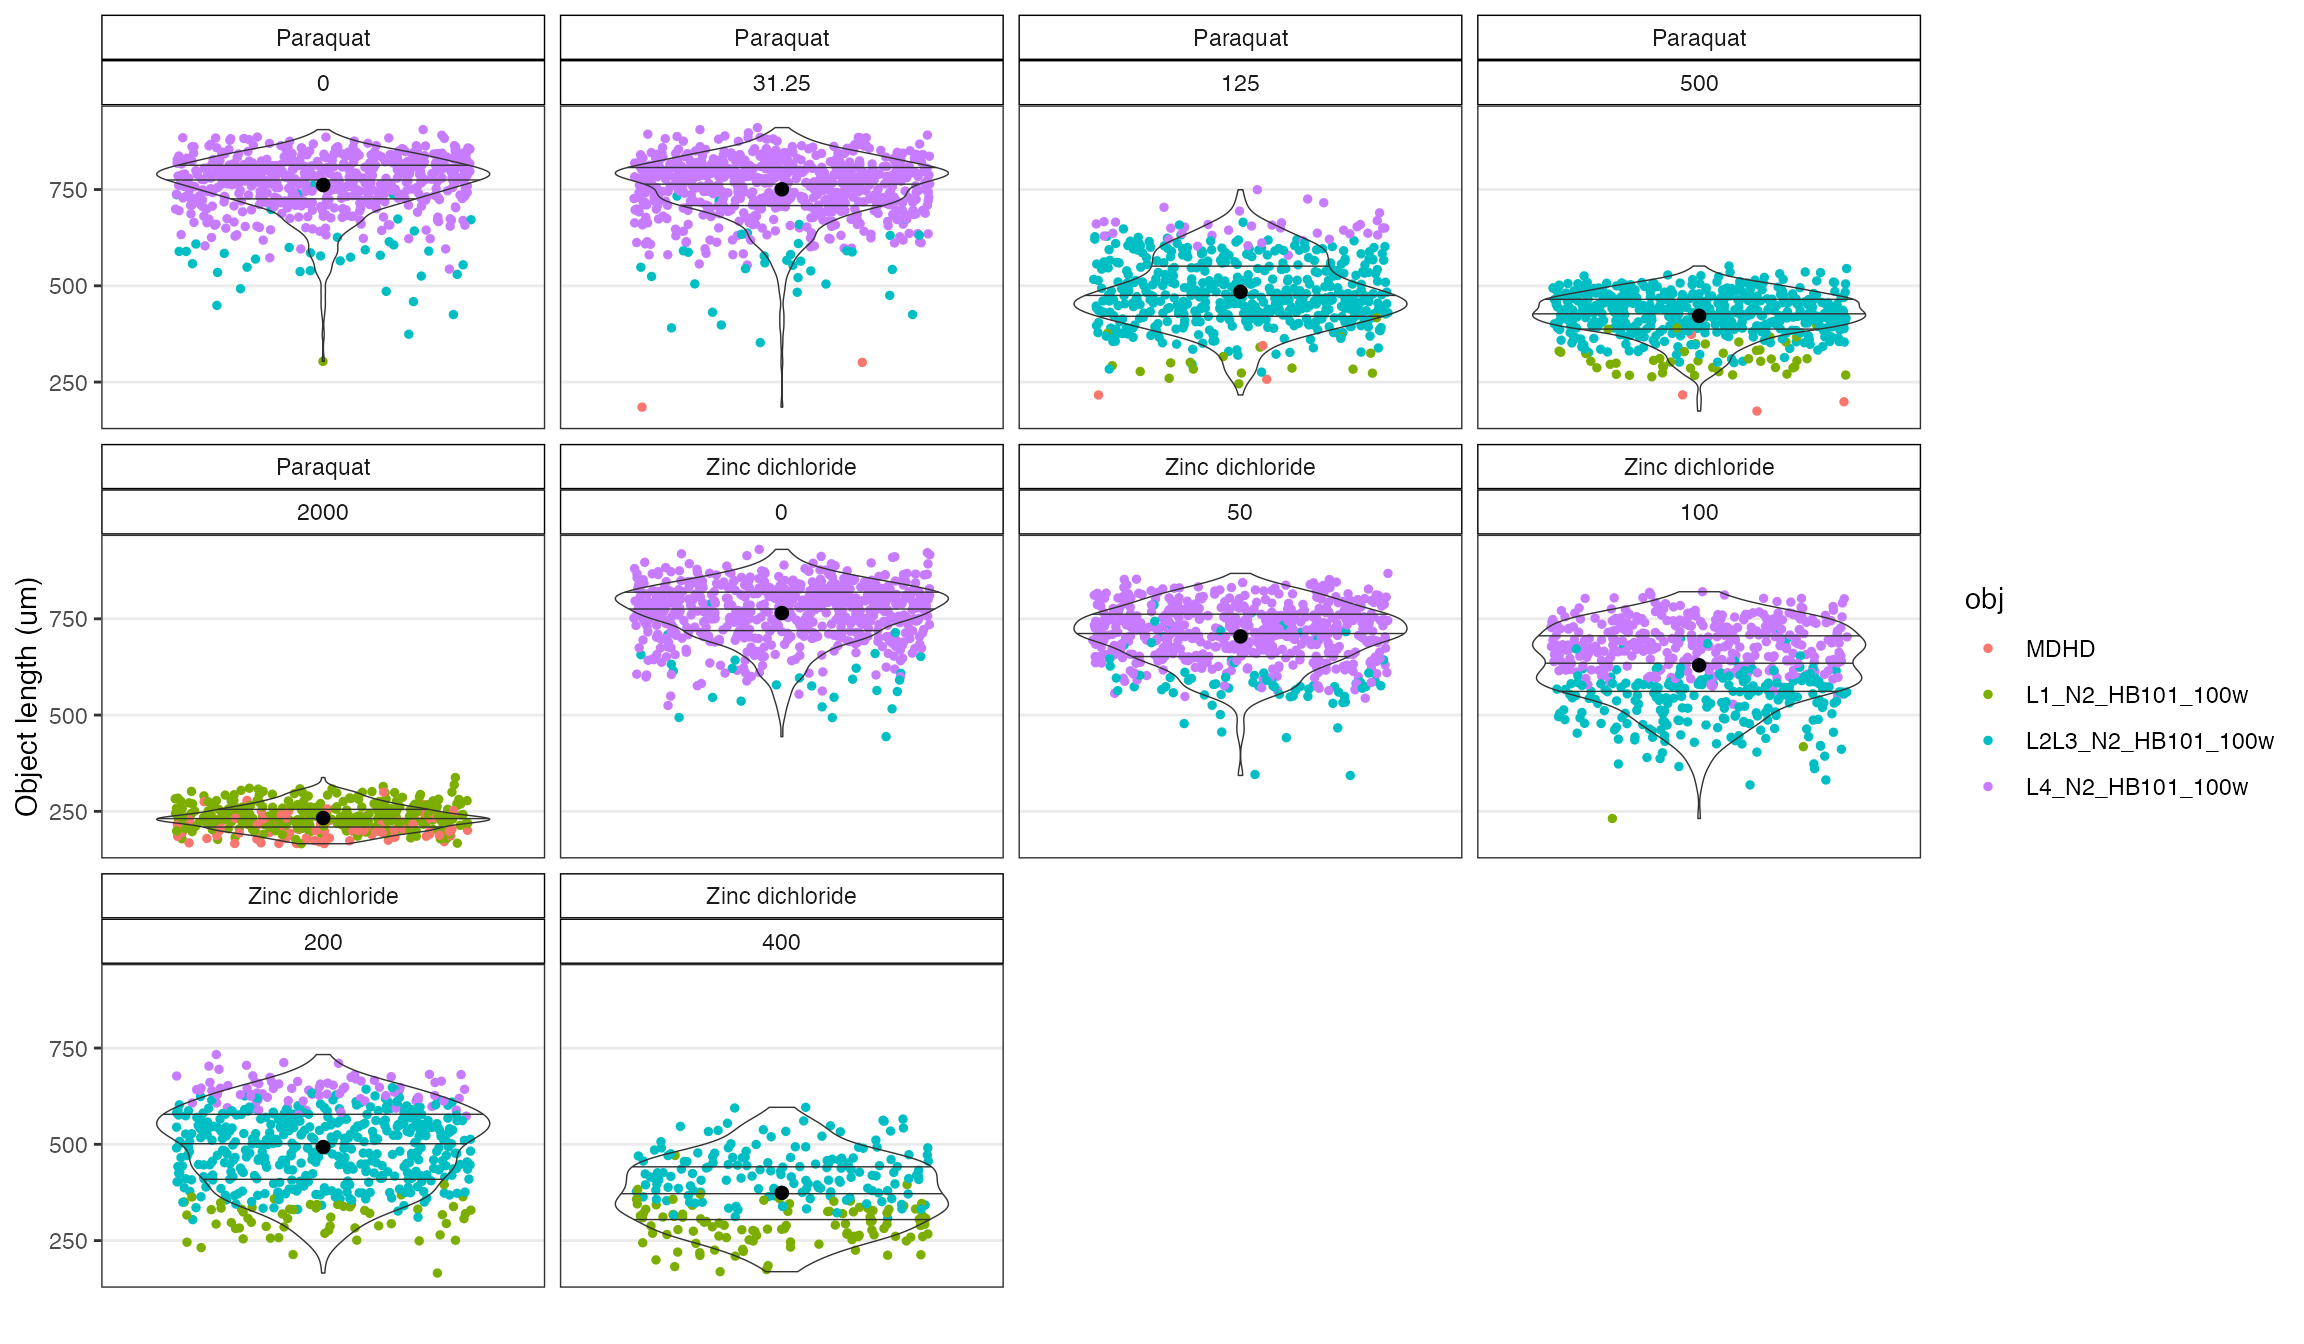 Paraquat
Paraquat
Paraquat
Paraquat
0
31.25
125
500
750
500
250
Paraquat
Zinc dichloride
Zinc dichloride
Zinc dichloride
2000
0
50
100
Object length (um)
750
500
250
obj
MDHD
L1_N2_HB101_100w
L2L3_N2_HB101_100w
L4_N2_HB101_100w
Zinc dichloride
Zinc dichloride
200
400
750
500
250